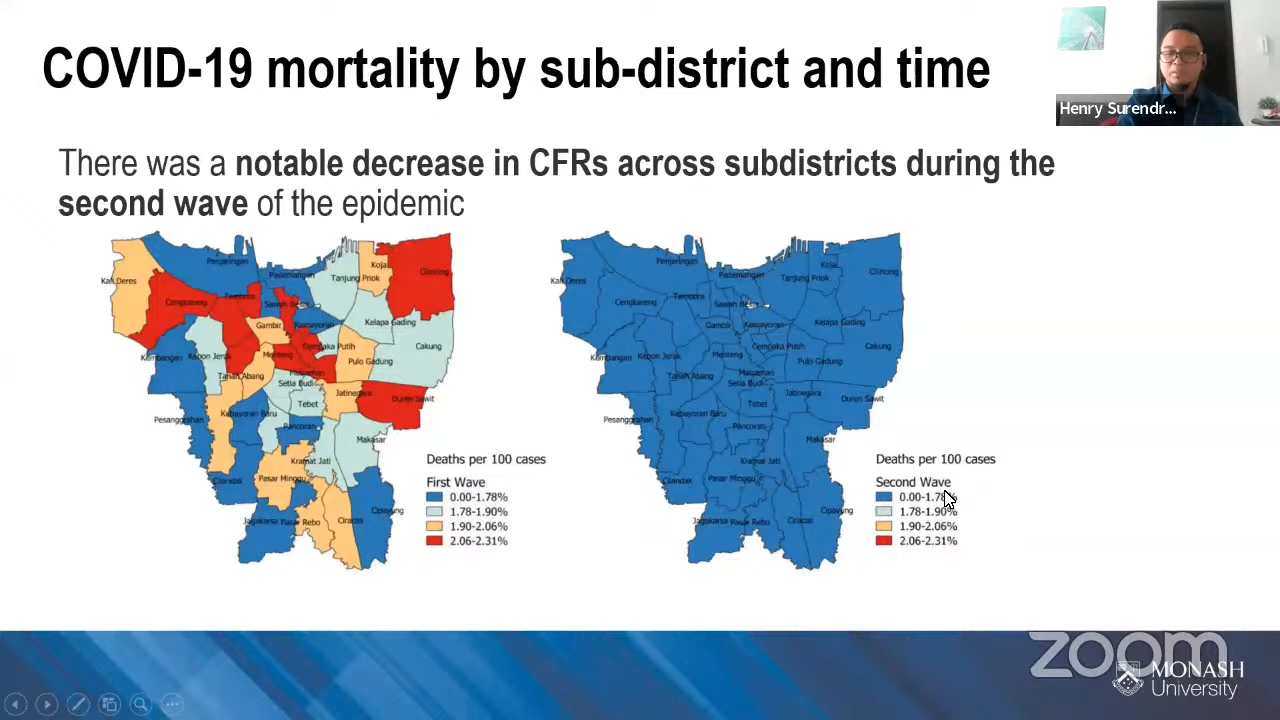 COVID-19 mortality by sub-district and time
Henry Surendr...
There was a notable decrease in CFRs across subdistricts during the
second wave of the epidemic
Penjaringan
Kali Deres
Pademangan
Koja
Tanjung Priok
Cilincing
Cengkareng
Tambora
Sawah Besar
Gambir
Kemayoran
Kelapa Gading
Kembangan
Kebon Jeruk
Menteng
Cempaka Putih
Cakung
Pulo Gadung
Tanah Abang
Matraman
Setia Budi
Jatinegara
Duren Sawit
Tebet
Pesanggrahan
Kebayoran Baru
Pancoran
Makasar
Kramat Jati
Cilandak
Pasar Minggu
Jagakarsa
Pasar Rebo
Ciracas
Cipayung
Deaths per 100 cases
First Wave
0.00-1.78%
1.78-1.90%
1.90-2.06%
2.06-2.31%
Penjaringan
Kali Deres
Pademangan
Koja
Tanjung Priok
Cilincing
Cengkareng
Tambora
Sawah Besar
Gambir
Kemayoran
Kelapa Gading
Kembangan
Kebon Jeruk
Menteng
Cempaka Putih
Cakung
Pulo Gadung
Tanah Abang
Matraman
Setia Budi
Jatinegara
Duren Sawit
Tebet
Pesanggrahan
Kebayoran Baru
Pancoran
Makasar
Kramat Jati
Cilandak
Pasar Minggu
Jagakarsa
Pasar Rebo
Ciracas
Cipayung
Deaths per 100 cases
Second Wave
0.00-1.78%
1.78-1.90%
1.90-2.06%
2.06-2.31%
zoom
MONASH
University